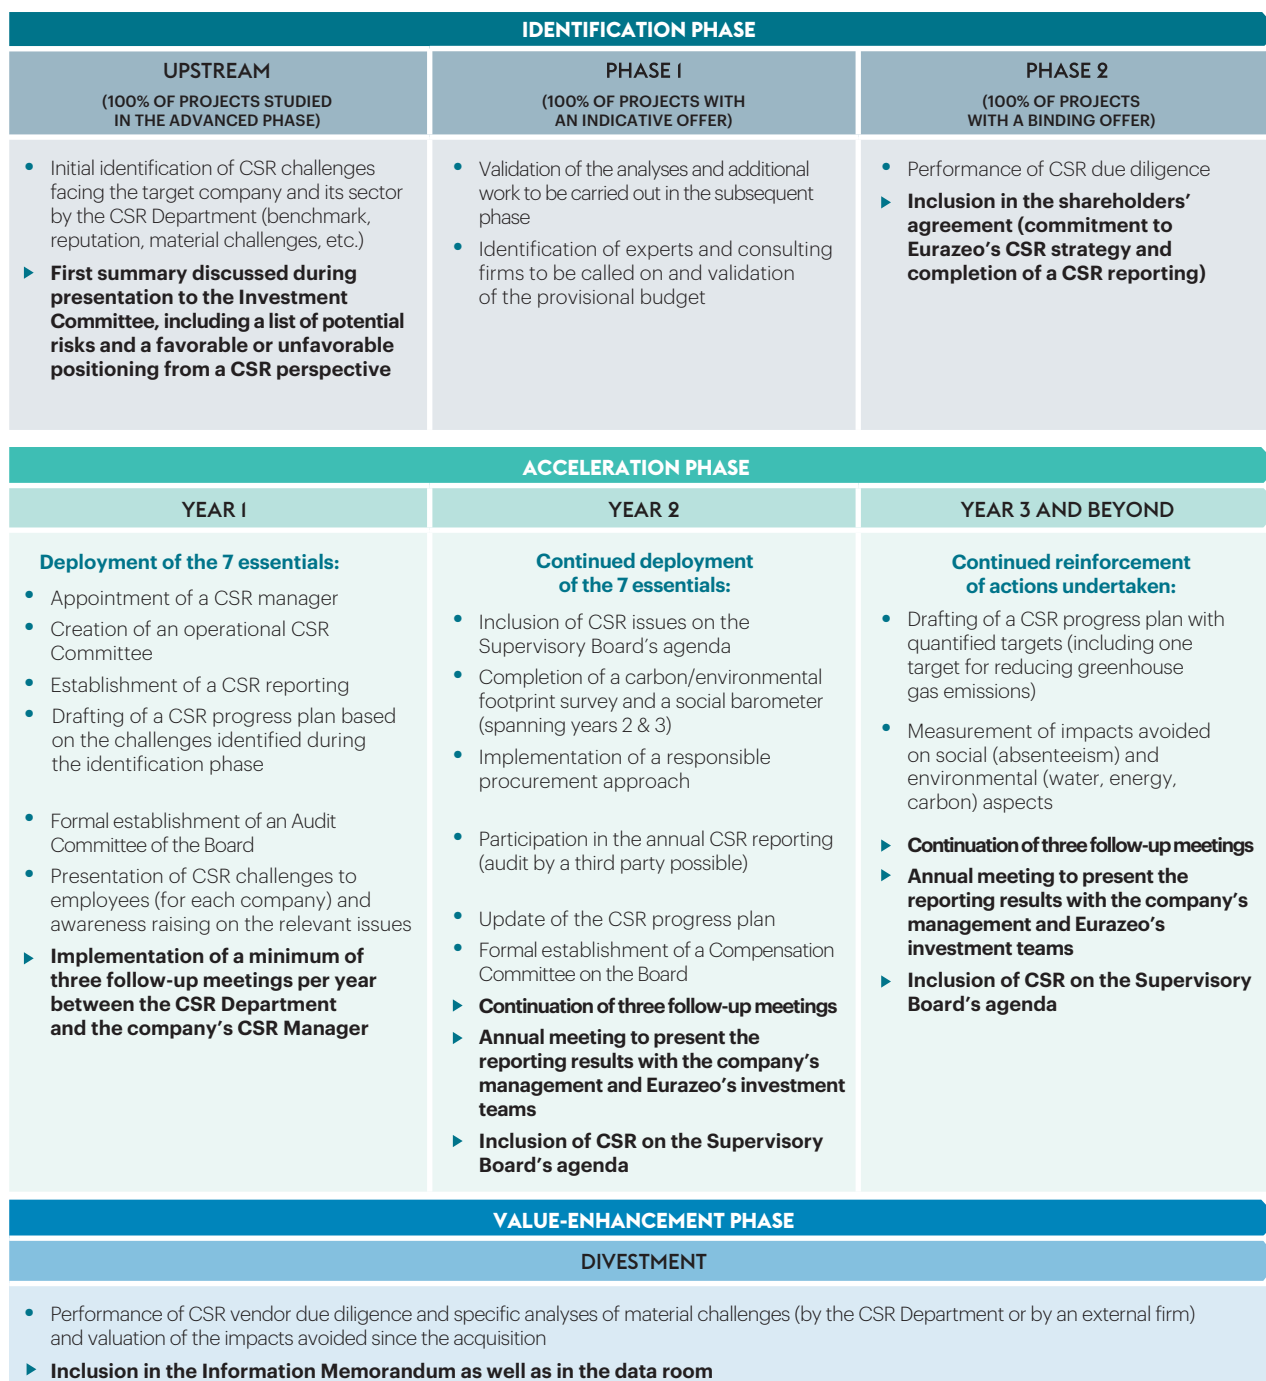 IDENTIFICATION PHASE
UPSTREAM
(100% OF PROJECTS STUDIED
IN THE ADVANCED PHASE)
• Initial identification of CSR challenges
facing the target company and its sector
by the CSR Department (benchmark,
reputation, material challenges, etc.)
▶ First summary discussed during
presentation to the Investment
Committee, including a list of potential
risks and a favorable or unfavorable
positioning from a CSR perspective
PHASE 1
(100% OF PROJECTS WITH
AN INDICATIVE OFFER)
• Validation of the analyses and additional
work to be carried out in the subsequent
phase
• Identification of experts and consulting
firms to be called on and validation
of the provisional budget
PHASE 2
(100% OF PROJECTS
WITH A BINDING OFFER)
• Performance of CSR due diligence
▶ Inclusion in the shareholders’
agreement (commitment to
Eurazeo’s CSR strategy and
completion of a CSR reporting)
ACCELERATION PHASE
YEAR 1
Deployment of the 7 essentials:
• Appointment of a CSR manager
• Creation of an operational CSR
Committee
• Establishment of a CSR reporting
• Drafting of a CSR progress plan based
on the challenges identified during
the identification phase
• Formal establishment of an Audit
Committee of the Board
• Presentation of CSR challenges to
employees (for each company) and
awareness raising on the relevant issues
▶ Implementation of a minimum of
three follow-up meetings per year
between the CSR Department
and the company’s CSR Manager
YEAR 2
Continued deployment
of the 7 essentials:
• Inclusion of CSR issues on the
Supervisory Board’s agenda
• Completion of a carbon/environmental
footprint survey and a social barometer
(spanning years 2 & 3)
• Implementation of a responsible
procurement approach
• Participation in the annual CSR reporting
(audit by a third party possible)
• Update of the CSR progress plan
• Formal establishment of a Compensation
Committee on the Board
▶ Continuation of three follow-up meetings
▶ Annual meeting to present the
reporting results with the company’s
management and Eurazeo’s investment
teams
▶ Inclusion of CSR on the Supervisory
Board’s agenda
YEAR 3 AND BEYOND
Continued reinforcement
of actions undertaken:
• Drafting of a CSR progress plan with
quantified targets (including one
target for reducing greenhouse
gas emissions)
• Measurement of impacts avoided
on social (absenteeism) and
environmental (water, energy,
carbon) aspects
▶ Continuation of three follow-up meetings
▶ Annual meeting to present the
reporting results with the company’s
management and Eurazeo’s
investment teams
▶ Inclusion of CSR on the Supervisory
Board’s agenda
VALUE-ENHANCEMENT PHASE
DIVESTMENT
• Performance of CSR vendor due diligence and specific analyses of material challenges (by the CSR Department or by an external firm)
and valuation of the impacts avoided since the acquisition
▶ Inclusion in the Information Memorandum as well as in the data room